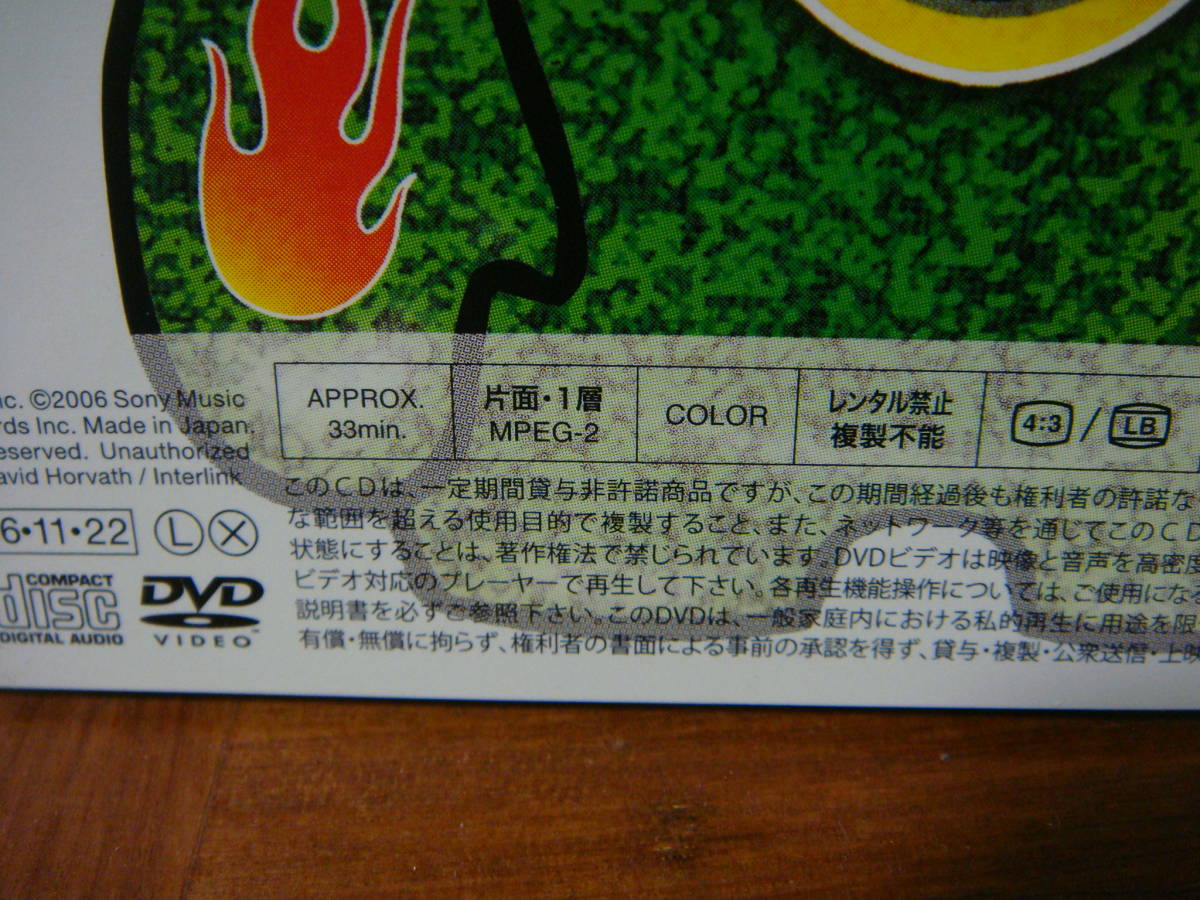 nc. ©2006 Sony Music
rds Inc. Made in Japan.
eserved. Unauthorized
avid Horvath / Interlink
6•11•22 L X
COMPACT
disc
DIGITAL AUDIO
DVD
VIDEO™
APPROX.
33min.
片面・1層
MPEG-2
COLOR
レンタル禁止
複製不能
4:3 / LB
このCDは、一定期間貸与非許諾商品ですが、この期間経過後も権利者の許諾な
な範囲を超える使用目的で複製すること、また、ネットワーク等を通じてこのCD
状態にすることは、著作権法で禁じられています。DVDビデオは映像と音声を高密度
ビデオ対応のプレーヤーで再生して下さい。各再生機能操作については、ご使用にな
説明書を必ずご参照下さい。このDVDは、一般家庭内における私的再生に用途を限
有償・無償に拘らず、権利者の書面による事前の承認を得ず、貸与・複製・公衆送信・上映